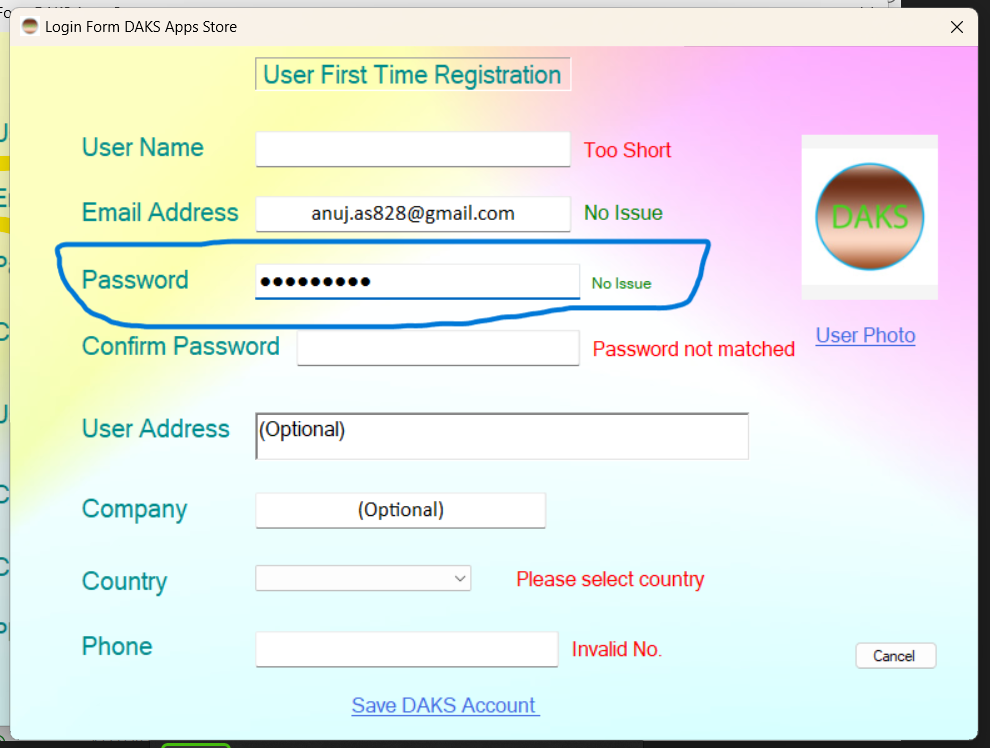 Login Form DAKS Apps Store
User First Time Registration
User Name Too Short
Email Address anuj.as828@gmail.com No Issue
DAKS
Password ●●●●●●●●● No Issue
User Photo
Confirm Password Password not matched
User Address (Optional)
Company (Optional)
Country Please select country
Phone Invalid No.
Cancel
Save DAKS Account